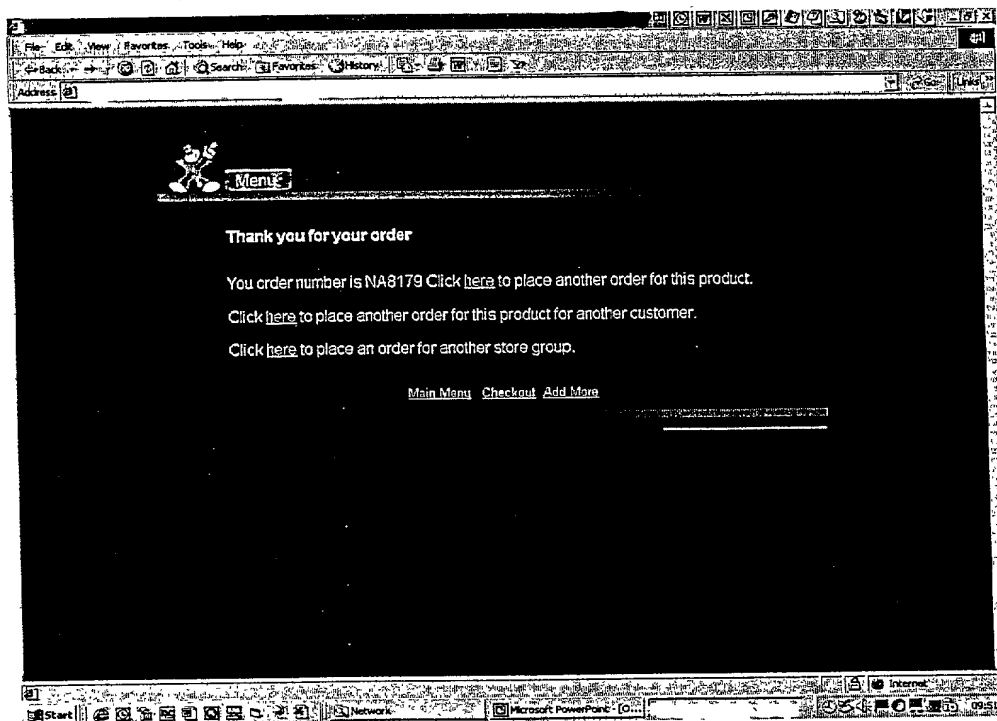 File Edit View Favorites Tools Help
Back Search Favorites History
Address Go Links
Menu
Thank you for your order
You order number is NA8179 Click here to place another order for this product.
Click here to place another order for this product for another customer.
Click here to place an order for another store group.
Main Menu Checkout Add More
Internet
Start Network Microsoft PowerPoint - [O... 09:51